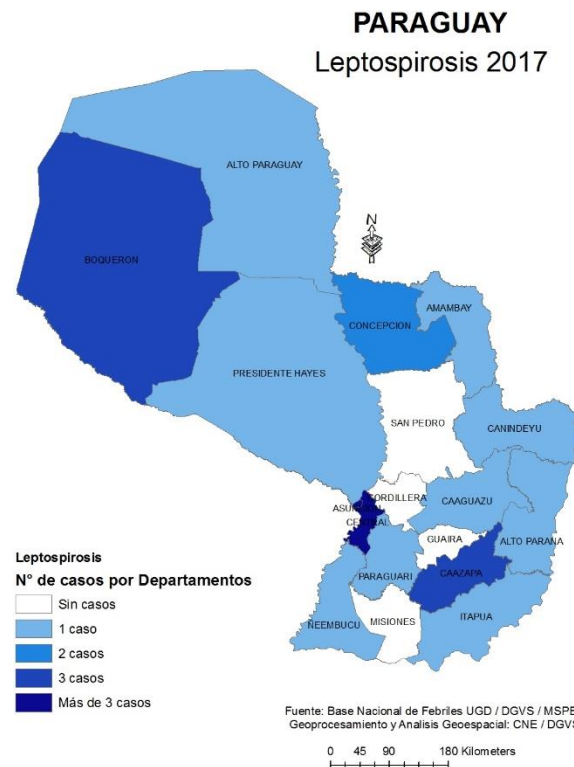 PARAGUAY
Leptospirosis 2017
ALTO PARAGUAY
N
BOQUERON
CONCEPCION
AMAMBAY
PRESIDENTE HAYES
SAN PEDRO
CANINDEYU
CORDILLERA
CAAGUAZU
CENTRAL
GUAIRA
ALTO PARANA
PARAGUARI
CAAZAPA
ÑEEMBUCU
MISIONES
ITAPUA
Leptospirosis
N° de casos por Departamentos
Sin casos
1 caso
2 casos
3 casos
Más de 3 casos
Fuente: Base Nacional de Febriles UGD / DGVS / MSPB
Geoprocesamiento y Analisis Geoespacial: CNE / DGVS
0 45 90 180 Kilometers